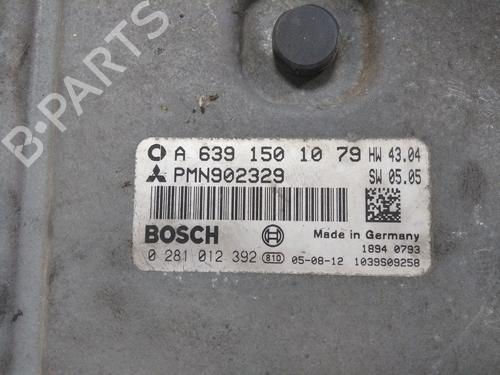 B-PARTS
A 639 150 10 79 HW 43.04
PMN902329 SW 05.05
BOSCH Made in Germany
1894 0793
0 281 012 392 810 05-08-12 1039S09258